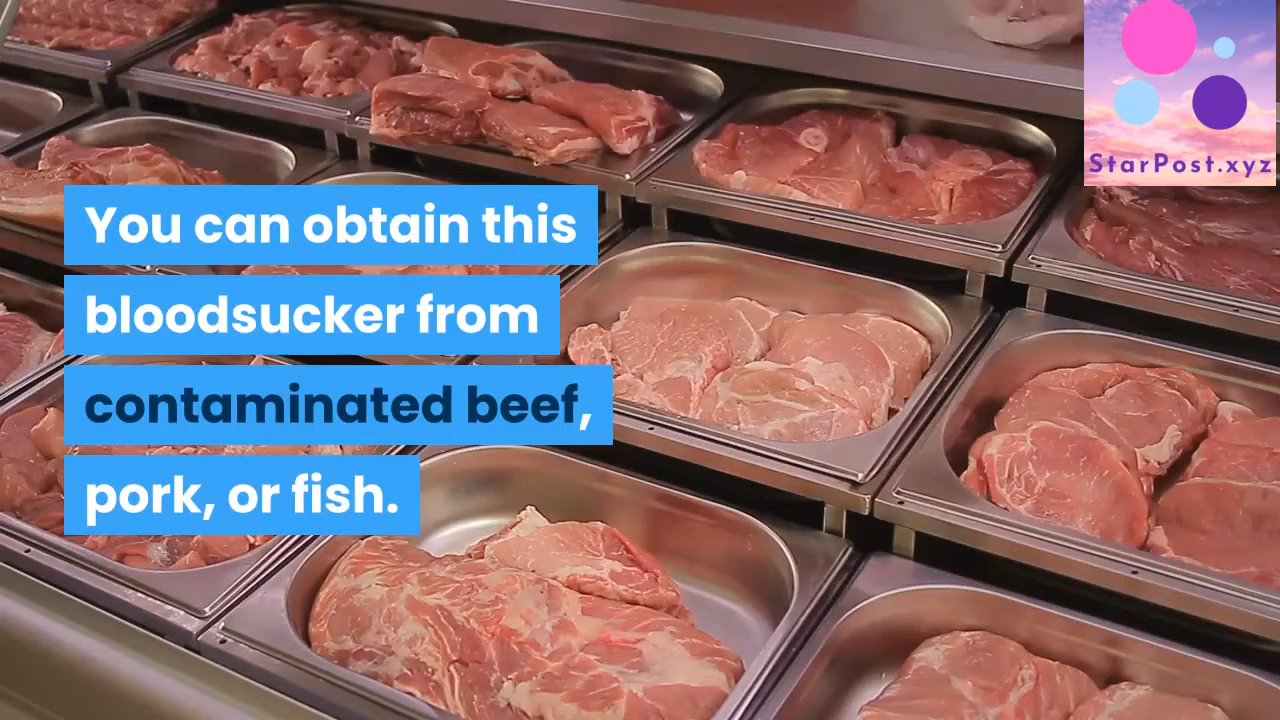 StarPost.xyz
You can obtain this
bloodsucker from
contaminated beef,
pork, or fish.